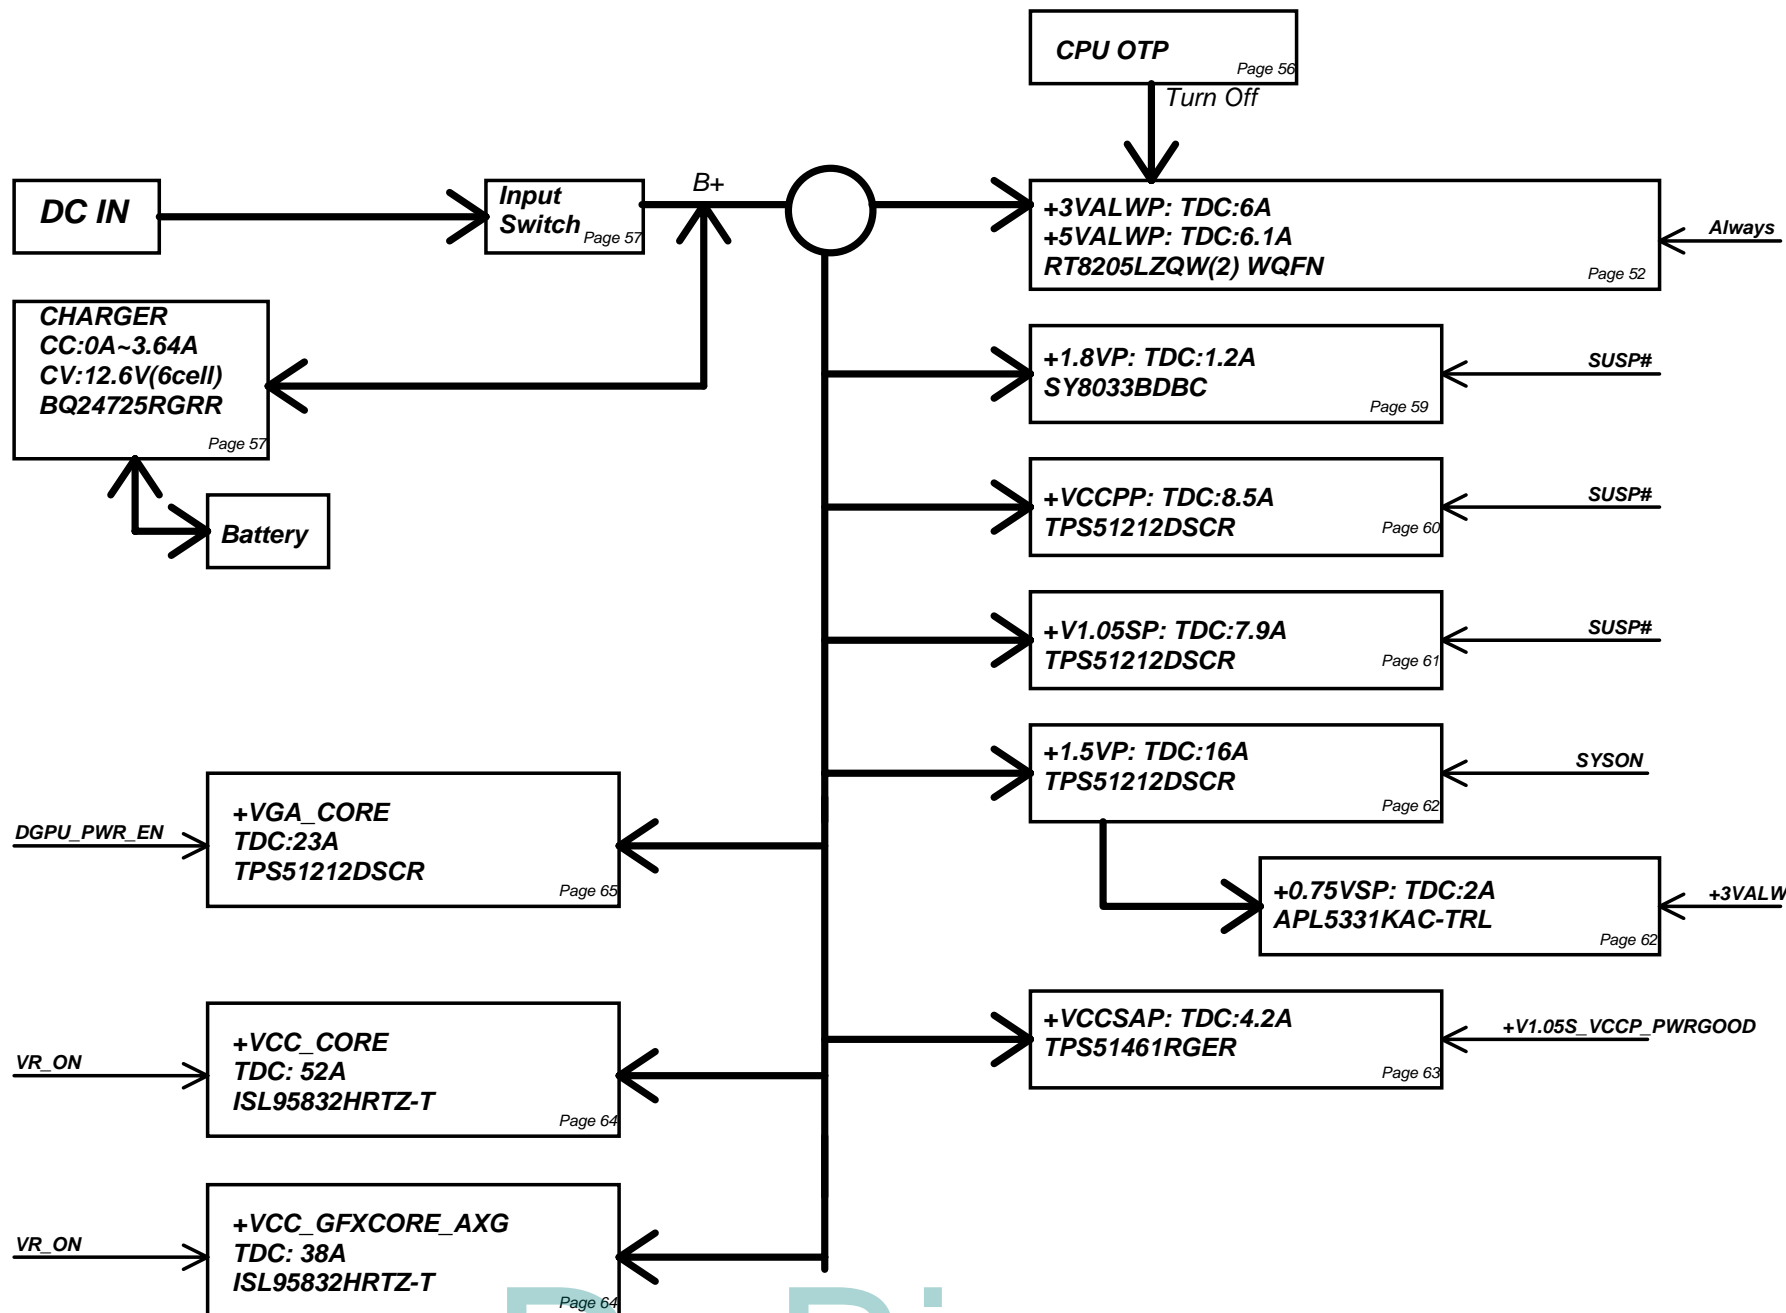 CPU OTP
Page 56
Turn Off
DC IN
Input
Switch
Page 57
B+
+3VALWP: TDC:6A
+5VALWP: TDC:6.1A
RT8205LZQW(2) WQFN
Page 52
Always
CHARGER
CC:0A~3.64A
CV:12.6V(6cell)
BQ24725RGRR
Page 57
Battery
+1.8VP: TDC:1.2A
SY8033BDBC
Page 59
SUSP#
+VCCPP: TDC:8.5A
TPS51212DSCR
Page 60
SUSP#
+V1.05SP: TDC:7.9A
TPS51212DSCR
Page 61
SUSP#
+1.5VP: TDC:16A
TPS51212DSCR
Page 62
SYSON
DGPU_PWR_EN
+VGA_CORE
TDC:23A
TPS51212DSCR
Page 65
+0.75VSP: TDC:2A
APL5331KAC-TRL
Page 62
+3VALW
VR_ON
+VCC_CORE
TDC: 52A
ISL95832HRTZ-T
Page 64
+VCCSAP: TDC:4.2A
TPS51461RGER
Page 63
+V1.05S_VCCP_PWRGOOD
VR_ON
+VCC_GFXCORE_AXG
TDC: 38A
ISL95832HRTZ-T
Page 64